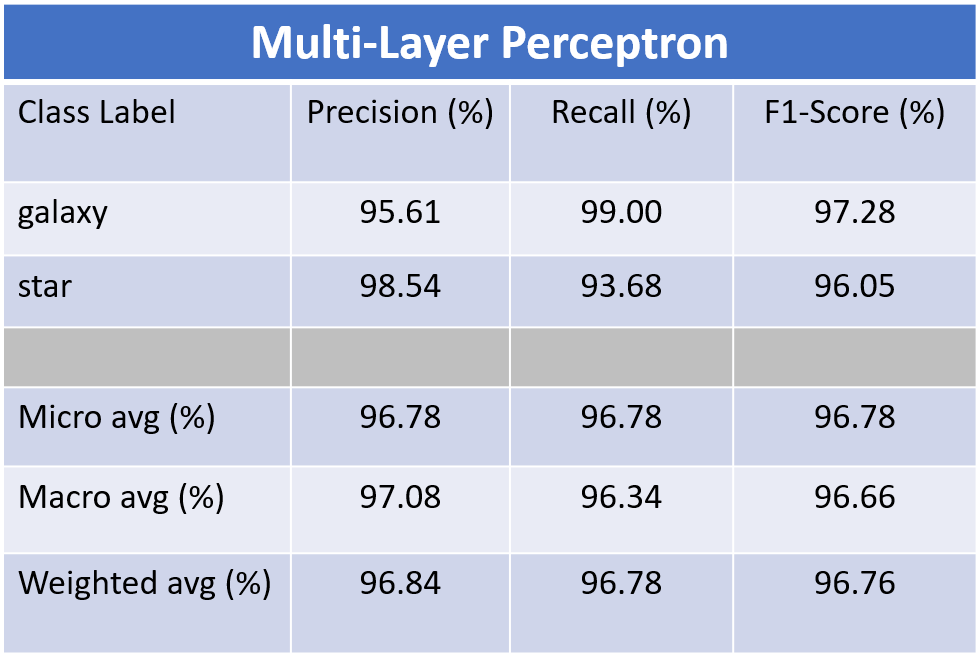 Multi-Layer Perceptron
Class Label Precision (%) Recall (%) F1-Score (%)
galaxy 95.61 99.00 97.28
star 98.54 93.68 96.05
Micro avg (%) 96.78 96.78 96.78
Macro avg (%) 97.08 96.34 96.66
Weighted avg (%) 96.84 96.78 96.76